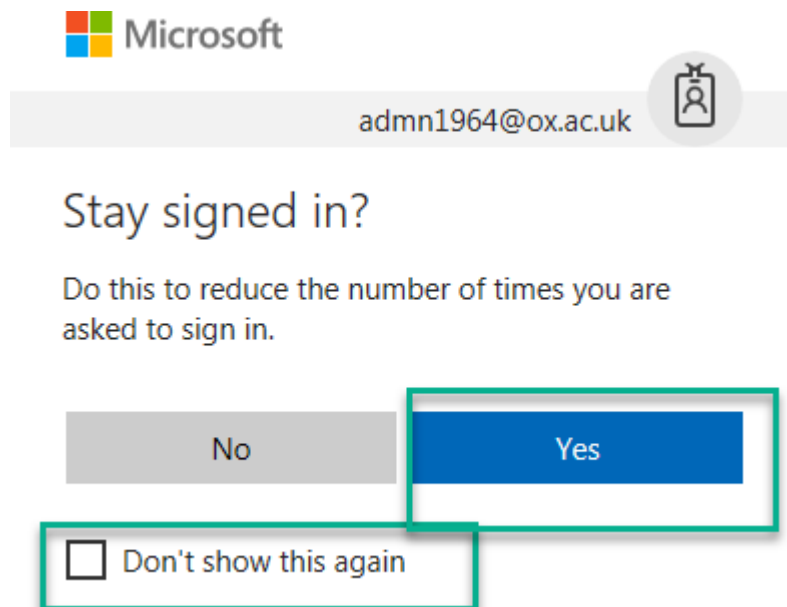 Microsoft
admn1964@ox.ac.uk
Stay signed in?
Do this to reduce the number of times you are
asked to sign in.
No
Yes
Don't show this again